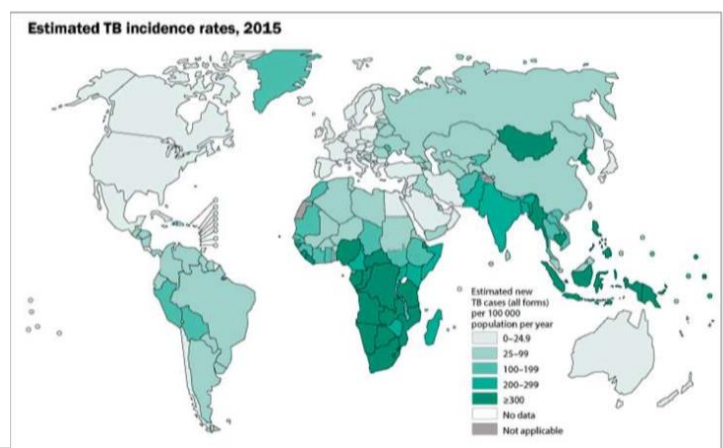 Estimated TB incidence rates, 2015
Estimated new
TB cases (all forms)
per 100 000
population per year
0–24.9
25–99
100–199
200–299
≥300
No data
Not applicable